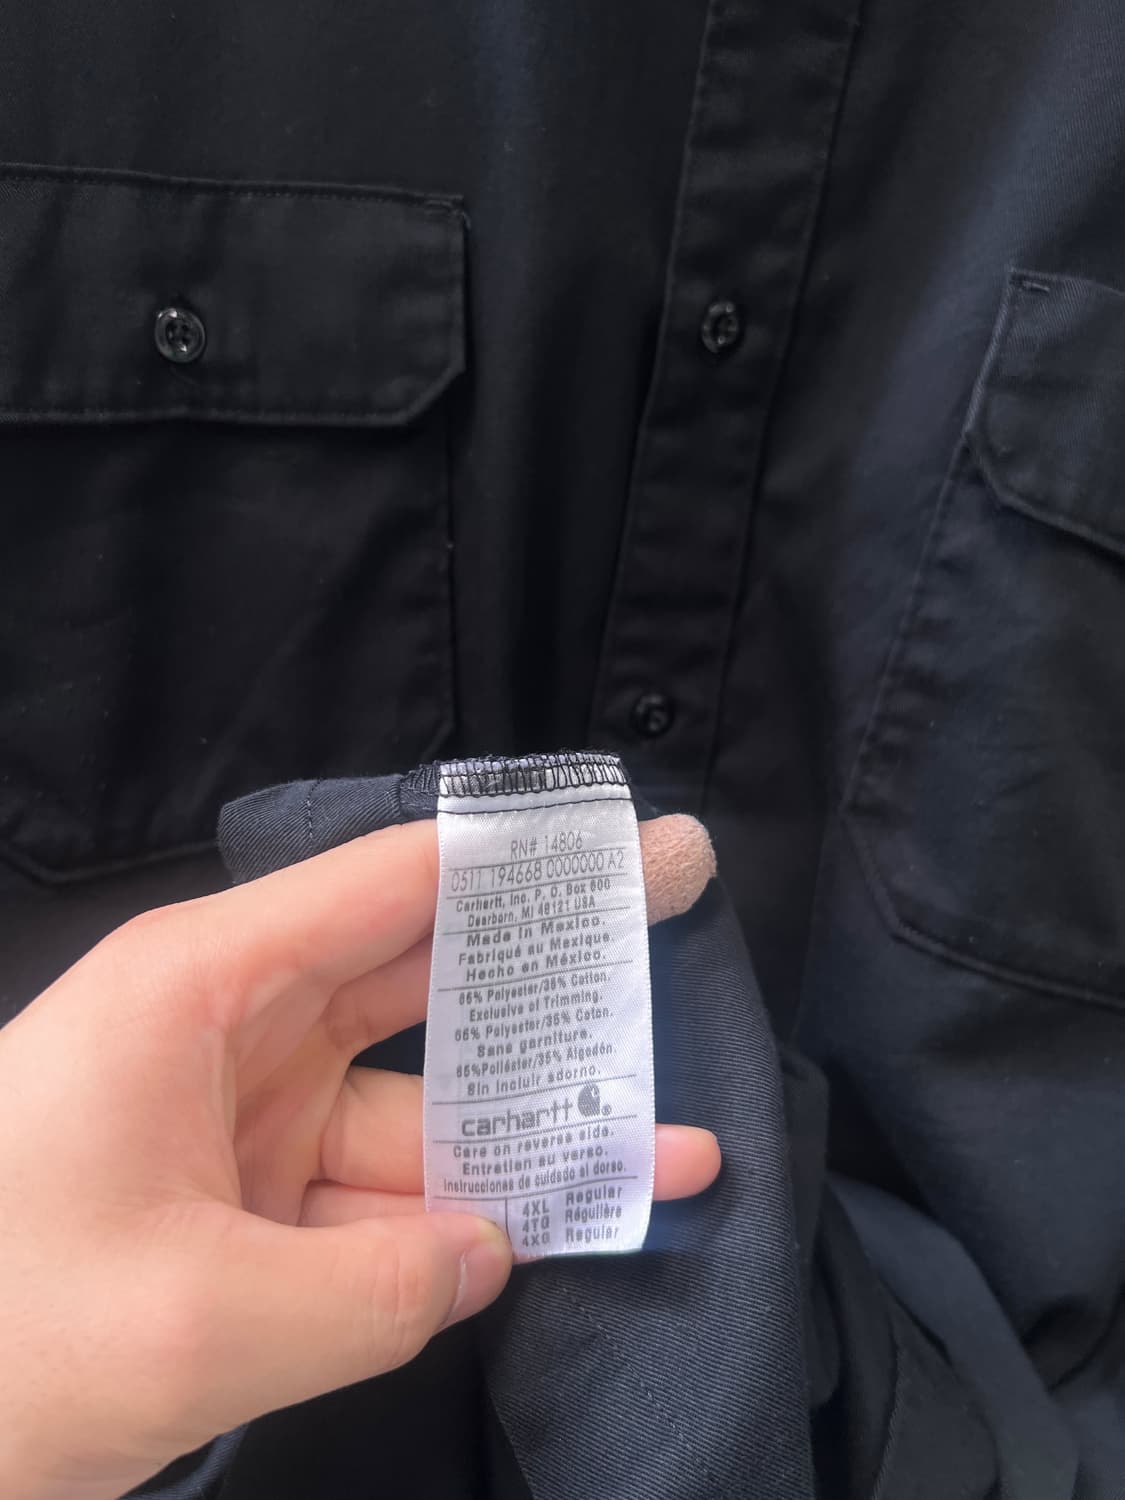 RN# 14806
0511 194668 0000000 A2
Carhartt, Inc. P. O. Box 600
Dearborn, MI 48121 USA
Made in Mexico.
Fabriqué au Mexique.
Hecho en México.
65% Polyester/35% Cotton.
Exclusive of Trimming.
65% Polyester/35% Coton.
Sans garniture.
65%Poliéster/35% Algodón.
Sin incluir adorno.
carhartt ®
Care on reverse side.
Entretien au verso.
Instrucciones de cuidado al dorso.
4XL Regular
4TG Régulière
4XG Regular